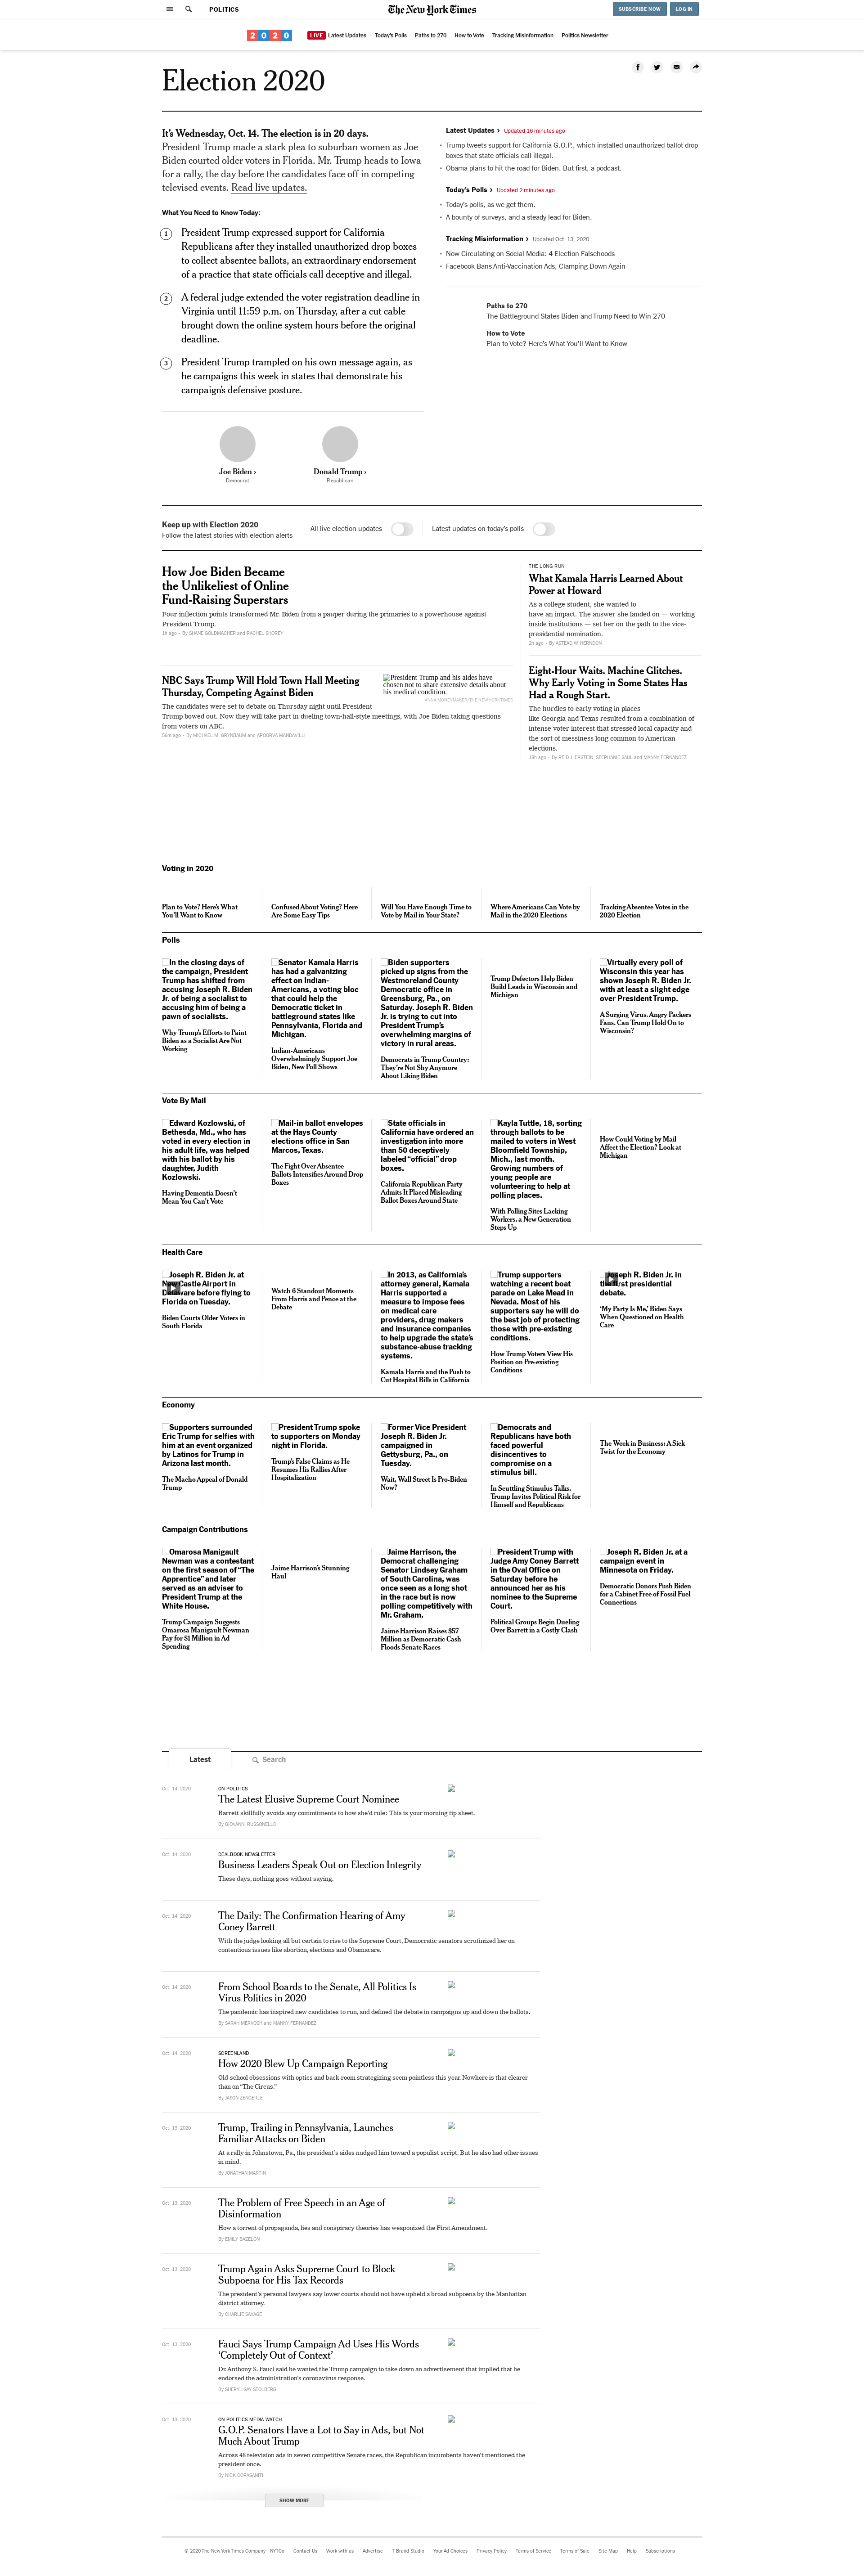 POLITICS
The New York Times
SUBSCRIBE NOW
LOG IN
2020
LIVE Latest Updates
Today's Polls
Paths to 270
How to Vote
Tracking Misinformation
Politics Newsletter
Election 2020
It's Wednesday, Oct. 14. The election is in 20 days.
President Trump made a stark plea to suburban women as Joe
Biden courted older voters in Florida. Mr. Trump heads to Iowa
for a rally, the day before the candidates face off in competing
televised events. Read live updates.
What You Need to Know Today:
1 President Trump expressed support for California
Republicans after they installed unauthorized drop boxes
to collect absentee ballots, an extraordinary endorsement
of a practice that state officials call deceptive and illegal.
2 A federal judge extended the voter registration deadline in
Virginia until 11:59 p.m. on Thursday, after a cut cable
brought down the online system hours before the original
deadline.
3 President Trump trampled on his own message again, as
he campaigns this week in states that demonstrate his
campaign's defensive posture.
Joe Biden ›
Democrat
Donald Trump ›
Republican
Latest Updates › Updated 16 minutes ago
• Trump tweets support for California G.O.P., which installed unauthorized ballot drop
boxes that state officials call illegal.
• Obama plans to hit the road for Biden. But first, a podcast.
Today's Polls › Updated 2 minutes ago
• Today's polls, as we get them.
• A bounty of surveys, and a steady lead for Biden.
Tracking Misinformation › Updated Oct. 13, 2020
• Now Circulating on Social Media: 4 Election Falsehoods
• Facebook Bans Anti-Vaccination Ads, Clamping Down Again
Paths to 270
The Battleground States Biden and Trump Need to Win 270
How to Vote
Plan to Vote? Here's What You'll Want to Know
Keep up with Election 2020
Follow the latest stories with election alerts
All live election updates
Latest updates on today's polls
How Joe Biden Became
the Unlikeliest of Online
Fund-Raising Superstars
Four inflection points transformed Mr. Biden from a pauper during the primaries to a powerhouse against
President Trump.
1h ago · By SHANE GOLDMACHER and RACHEL SHOREY
NBC Says Trump Will Hold Town Hall Meeting
Thursday, Competing Against Biden
The candidates were set to debate on Thursday night until President
Trump bowed out. Now they will take part in dueling town-hall-style meetings, with Joe Biden taking questions
from voters on ABC.
56m ago · By MICHAEL M. GRYNBAUM and APOORVA MANDAVILLI
President Trump and his aides have
chosen not to share extensive details about
his medical condition.
ANNA MONEYMAKER/THE NEW YORK TIMES
THE LONG RUN
What Kamala Harris Learned About
Power at Howard
As a college student, she wanted to
have an impact. The answer she landed on — working
inside institutions — set her on the path to the vice-
presidential nomination.
2h ago · By ASTEAD W. HERNDON
Eight-Hour Waits. Machine Glitches.
Why Early Voting in Some States Has
Had a Rough Start.
The hurdles to early voting in places
like Georgia and Texas resulted from a combination of
intense voter interest that stressed local capacity and
the sort of messiness long common to American
elections.
18h ago · By REID J. EPSTEIN, STEPHANIE SAUL and MANNY FERNANDEZ
Voting in 2020
Plan to Vote? Here's What
You'll Want to Know
Confused About Voting? Here
Are Some Easy Tips
Will You Have Enough Time to
Vote by Mail in Your State?
Where Americans Can Vote by
Mail in the 2020 Elections
Tracking Absentee Votes in the
2020 Election
Polls
In the closing days of
the campaign, President
Trump has shifted from
accusing Joseph R. Biden
Jr. of being a socialist to
accusing him of being a
pawn of socialists.
Why Trump's Efforts to Paint
Biden as a Socialist Are Not
Working
Senator Kamala Harris
has had a galvanizing
effect on Indian-
Americans, a voting bloc
that could help the
Democratic ticket in
battleground states like
Pennsylvania, Florida and
Michigan.
Indian-Americans
Overwhelmingly Support Joe
Biden, New Poll Shows
Biden supporters
picked up signs from the
Westmoreland County
Democratic office in
Greensburg, Pa., on
Saturday. Joseph R. Biden
Jr. is trying to cut into
President Trump's
overwhelming margins of
victory in rural areas.
Democrats in Trump Country:
They're Not Shy Anymore
About Liking Biden
Trump Defectors Help Biden
Build Leads in Wisconsin and
Michigan
Virtually every poll of
Wisconsin this year has
shown Joseph R. Biden Jr.
with at least a slight edge
over President Trump.
A Surging Virus. Angry Packers
Fans. Can Trump Hold On to
Wisconsin?
Vote By Mail
Edward Kozlowski, of
Bethesda, Md., who has
voted in every election in
his adult life, was helped
with his ballot by his
daughter, Judith
Kozlowski.
Having Dementia Doesn't
Mean You Can't Vote
Mail-in ballot envelopes
at the Hays County
elections office in San
Marcos, Texas.
The Fight Over Absentee
Ballots Intensifies Around Drop
Boxes
State officials in
California have ordered an
investigation into more
than 50 deceptively
labeled “official” drop
boxes.
California Republican Party
Admits It Placed Misleading
Ballot Boxes Around State
Kayla Tuttle, 18, sorting
through ballots to be
mailed to voters in West
Bloomfield Township,
Mich., last month.
Growing numbers of
young people are
volunteering to help at
polling places.
With Polling Sites Lacking
Workers, a New Generation
Steps Up
How Could Voting by Mail
Affect the Election? Look at
Michigan
Health Care
Joseph R. Biden Jr. at
New Castle Airport in
Delaware before flying to
Florida on Tuesday.
Biden Courts Older Voters in
South Florida
Watch 6 Standout Moments
From Harris and Pence at the
Debate
In 2013, as California's
attorney general, Kamala
Harris supported a
measure to impose fees
on medical care
providers, drug makers
and insurance companies
to help upgrade the state's
substance-abuse tracking
systems.
Kamala Harris and the Push to
Cut Hospital Bills in California
Trump supporters
watching a recent boat
parade on Lake Mead in
Nevada. Most of his
supporters say he will do
the best job of protecting
those with pre-existing
conditions.
How Trump Voters View His
Position on Pre-existing
Conditions
Joseph R. Biden Jr. in
the first presidential
debate.
'My Party Is Me,' Biden Says
When Questioned on Health
Care
Economy
Supporters surrounded
Eric Trump for selfies with
him at an event organized
by Latinos for Trump in
Arizona last month.
The Macho Appeal of Donald
Trump
President Trump spoke
to supporters on Monday
night in Florida.
Trump's False Claims as He
Resumes His Rallies After
Hospitalization
Former Vice President
Joseph R. Biden Jr.
campaigned in
Gettysburg, Pa., on
Tuesday.
Wait, Wall Street Is Pro-Biden
Now?
Democrats and
Republicans have both
faced powerful
disincentives to
compromise on a
stimulus bill.
In Scuttling Stimulus Talks,
Trump Invites Political Risk for
Himself and Republicans
The Week in Business: A Sick
Twist for the Economy
Campaign Contributions
Omarosa Manigault
Newman was a contestant
on the first season of “The
Apprentice” and later
served as an adviser to
President Trump at the
White House.
Trump Campaign Suggests
Omarosa Manigault Newman
Pay for $1 Million in Ad
Spending
Jaime Harrison's Stunning
Haul
Jaime Harrison, the
Democrat challenging
Senator Lindsey Graham
of South Carolina, was
once seen as a long shot
in the race but is now
polling competitively with
Mr. Graham.
Jaime Harrison Raises $57
Million as Democratic Cash
Floods Senate Races
President Trump with
Judge Amy Coney Barrett
in the Oval Office on
Saturday before he
announced her as his
nominee to the Supreme
Court.
Political Groups Begin Dueling
Over Barrett in a Costly Clash
Joseph R. Biden Jr. at a
campaign event in
Minnesota on Friday.
Democratic Donors Push Biden
for a Cabinet Free of Fossil Fuel
Connections
Latest
Search
Oct. 14, 2020
ON POLITICS
The Latest Elusive Supreme Court Nominee
Barrett skillfully avoids any commitments to how she'd rule: This is your morning tip sheet.
By GIOVANNI RUSSONELLO
Oct. 14, 2020
DEALBOOK NEWSLETTER
Business Leaders Speak Out on Election Integrity
These days, nothing goes without saying.
Oct. 14, 2020
The Daily: The Confirmation Hearing of Amy
Coney Barrett
With the judge looking all but certain to rise to the Supreme Court, Democratic senators scrutinized her on
contentious issues like abortion, elections and Obamacare.
Oct. 14, 2020
From School Boards to the Senate, All Politics Is
Virus Politics in 2020
The pandemic has inspired new candidates to run, and defined the debate in campaigns up and down the ballots.
By SARAH MERVOSH and MANNY FERNANDEZ
Oct. 14, 2020
SCREENLAND
How 2020 Blew Up Campaign Reporting
Old-school obsessions with optics and back-room strategizing seem pointless this year. Nowhere is that clearer
than on “The Circus.”
By JASON ZENGERLE
Oct. 13, 2020
Trump, Trailing in Pennsylvania, Launches
Familiar Attacks on Biden
At a rally in Johnstown, Pa., the president's aides nudged him toward a populist script. But he also had other issues
in mind.
By JONATHAN MARTIN
Oct. 13, 2020
The Problem of Free Speech in an Age of
Disinformation
How a torrent of propaganda, lies and conspiracy theories has weaponized the First Amendment.
By EMILY BAZELON
Oct. 13, 2020
Trump Again Asks Supreme Court to Block
Subpoena for His Tax Records
The president's personal lawyers say lower courts should not have upheld a broad subpoena by the Manhattan
district attorney.
By CHARLIE SAVAGE
Oct. 13, 2020
Fauci Says Trump Campaign Ad Uses His Words
'Completely Out of Context'
Dr. Anthony S. Fauci said he wanted the Trump campaign to take down an advertisement that implied that he
endorsed the administration's coronavirus response.
By SHERYL GAY STOLBERG
Oct. 13, 2020
ON POLITICS MEDIA WATCH
G.O.P. Senators Have a Lot to Say in Ads, but Not
Much About Trump
Across 48 television ads in seven competitive Senate races, the Republican incumbents haven't mentioned the
president once.
By NICK CORASANITI
SHOW MORE
© 2020 The New York Times Company
NYTCo
Contact Us
Work with us
Advertise
T Brand Studio
Your Ad Choices
Privacy Policy
Terms of Service
Terms of Sale
Site Map
Help
Subscriptions